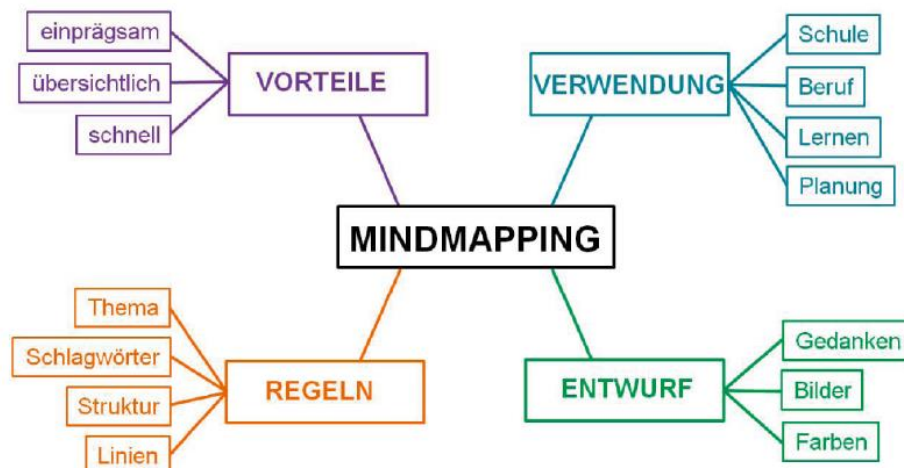 einprägsam
übersichtlich
schnell
VORTEILE
VERWENDUNG
Schule
Beruf
Lernen
Planung
MINDMAPPING
Thema
Schlagwörter
Struktur
Linien
REGELN
ENTWURF
Gedanken
Bilder
Farben